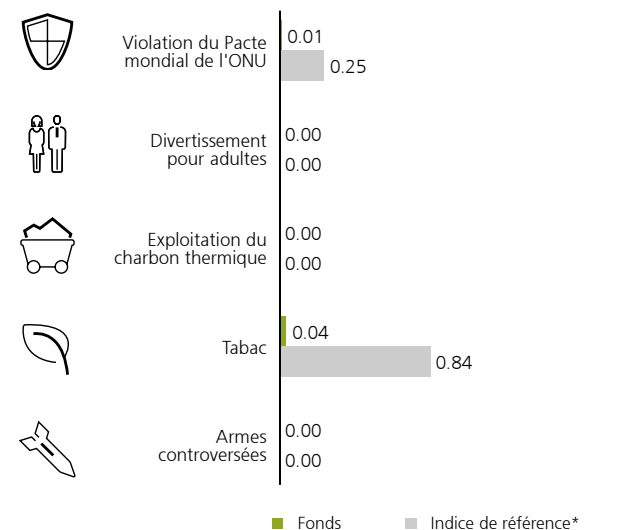 Violation du Pacte
mondial de l'ONU
0.01
0.25
Divertissement
pour adultes
0.00
0.00
Exploitation du
charbon thermique
0.00
0.00
Tabac
0.04
0.84
Armes
controversées
0.00
0.00
Fonds
Indice de référence*